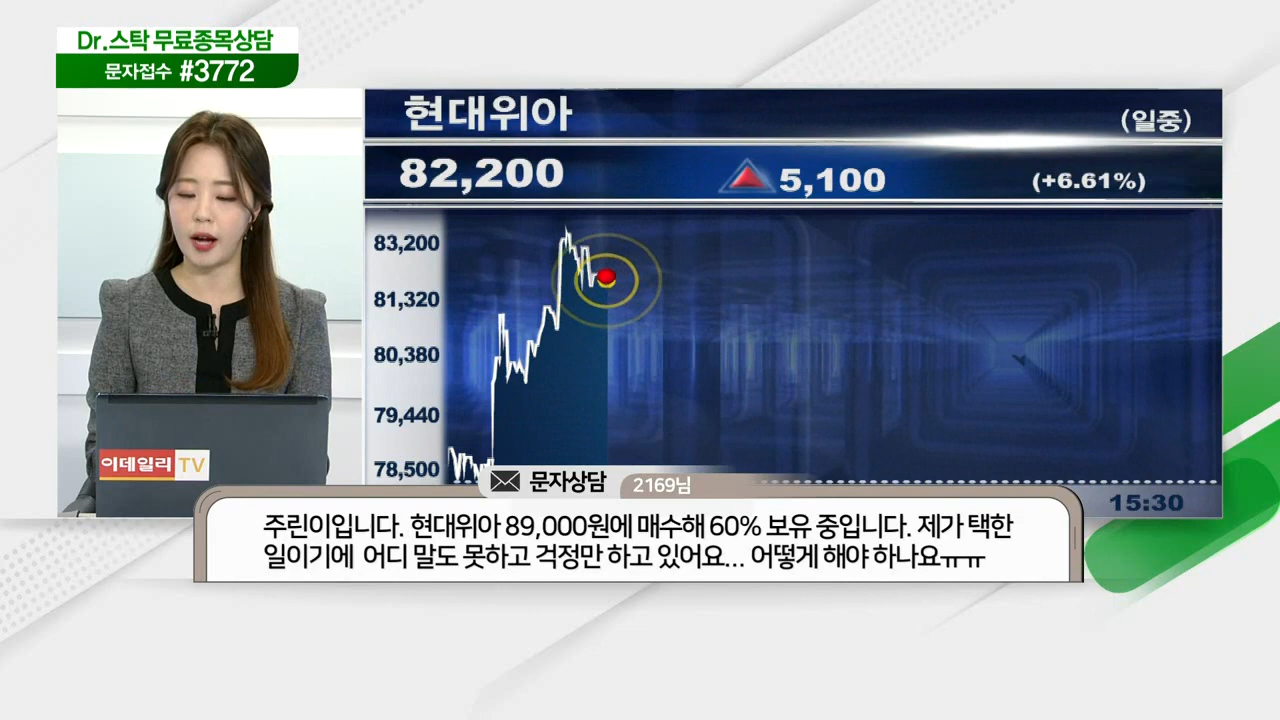 Dr.스탁 무료종목상담
문자접수 #3772
현대위아
(일중)
82,200
5,100
(+6.61%)
83,200
81,320
80,380
79,440
78,500
15:30
이데일리 TV
문자상담
2169님
주린이입니다. 현대위아 89,000원에 매수해 60% 보유 중입니다. 제가 택한
일이기에 어디 말도 못하고 걱정만 하고 있어요... 어떻게 해야 하나요ㅠㅠ